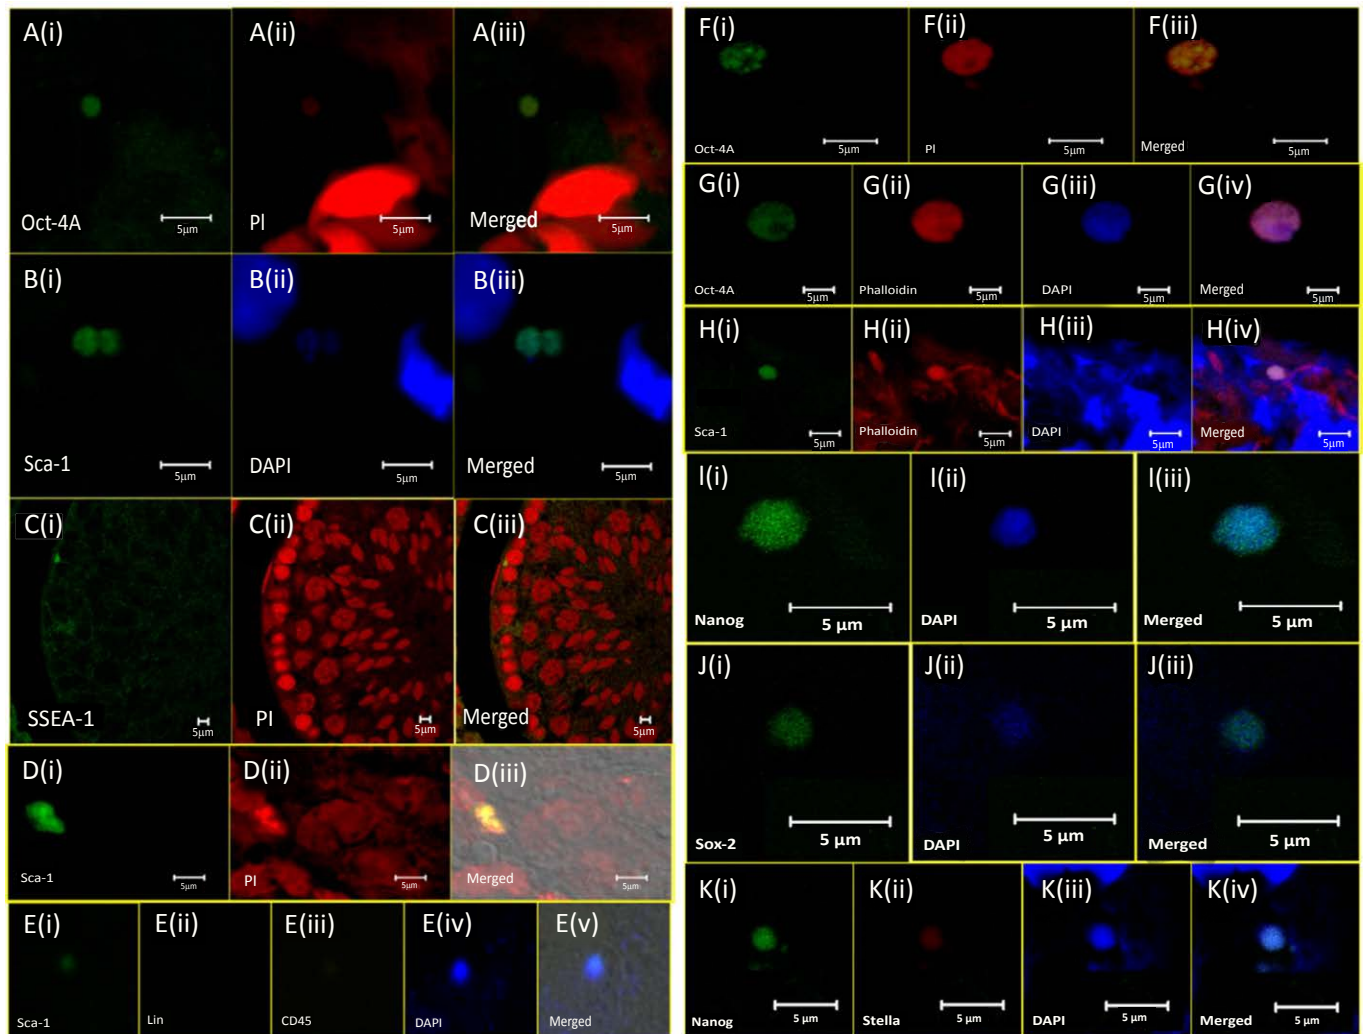 A(i) A(ii) A(iii)
Oct-4A 5µm PI 5µm Merged 5µm
B(i) B(ii) B(iii)
Sca-1 5µm DAPI 5µm Merged 5µm
C(i) C(ii) C(iii)
SSEA-1 5µm PI 5µm Merged 5µm
D(i) D(ii) D(iii)
Sca-1 5µm PI 5µm Merged 5µm
E(i) E(ii) E(iii) E(iv) E(v)
Sca-1 Lin CD45 DAPI Merged
F(i) F(ii) F(iii)
Oct-4A 5µm PI 5µm Merged 5µm
G(i) G(ii) G(iii) G(iv)
Oct-4A 5µm Phalloidin 5µm DAPI 5µm Merged 5µm
H(i) H(ii) H(iii) H(iv)
Sca-1 5µm Phalloidin 5µm DAPI 5µm Merged 5µm
I(i) I(ii) I(iii)
Nanog 5 µm DAPI 5 µm Merged 5 µm
J(i) J(ii) J(iii)
Sox-2 5 µm DAPI 5 µm Merged 5 µm
K(i) K(ii) K(iii) K(iv)
Nanog 5 µm Stella 5 µm DAPI 5 µm Merged 5 µm